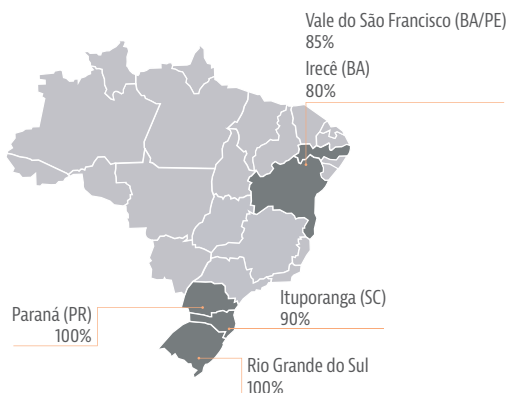 Vale do São Francisco (BA/PE)
85%
Irecê (BA)
80%
Paraná (PR)
100%
Ituporanga (SC)
90%
Rio Grande do Sul
100%